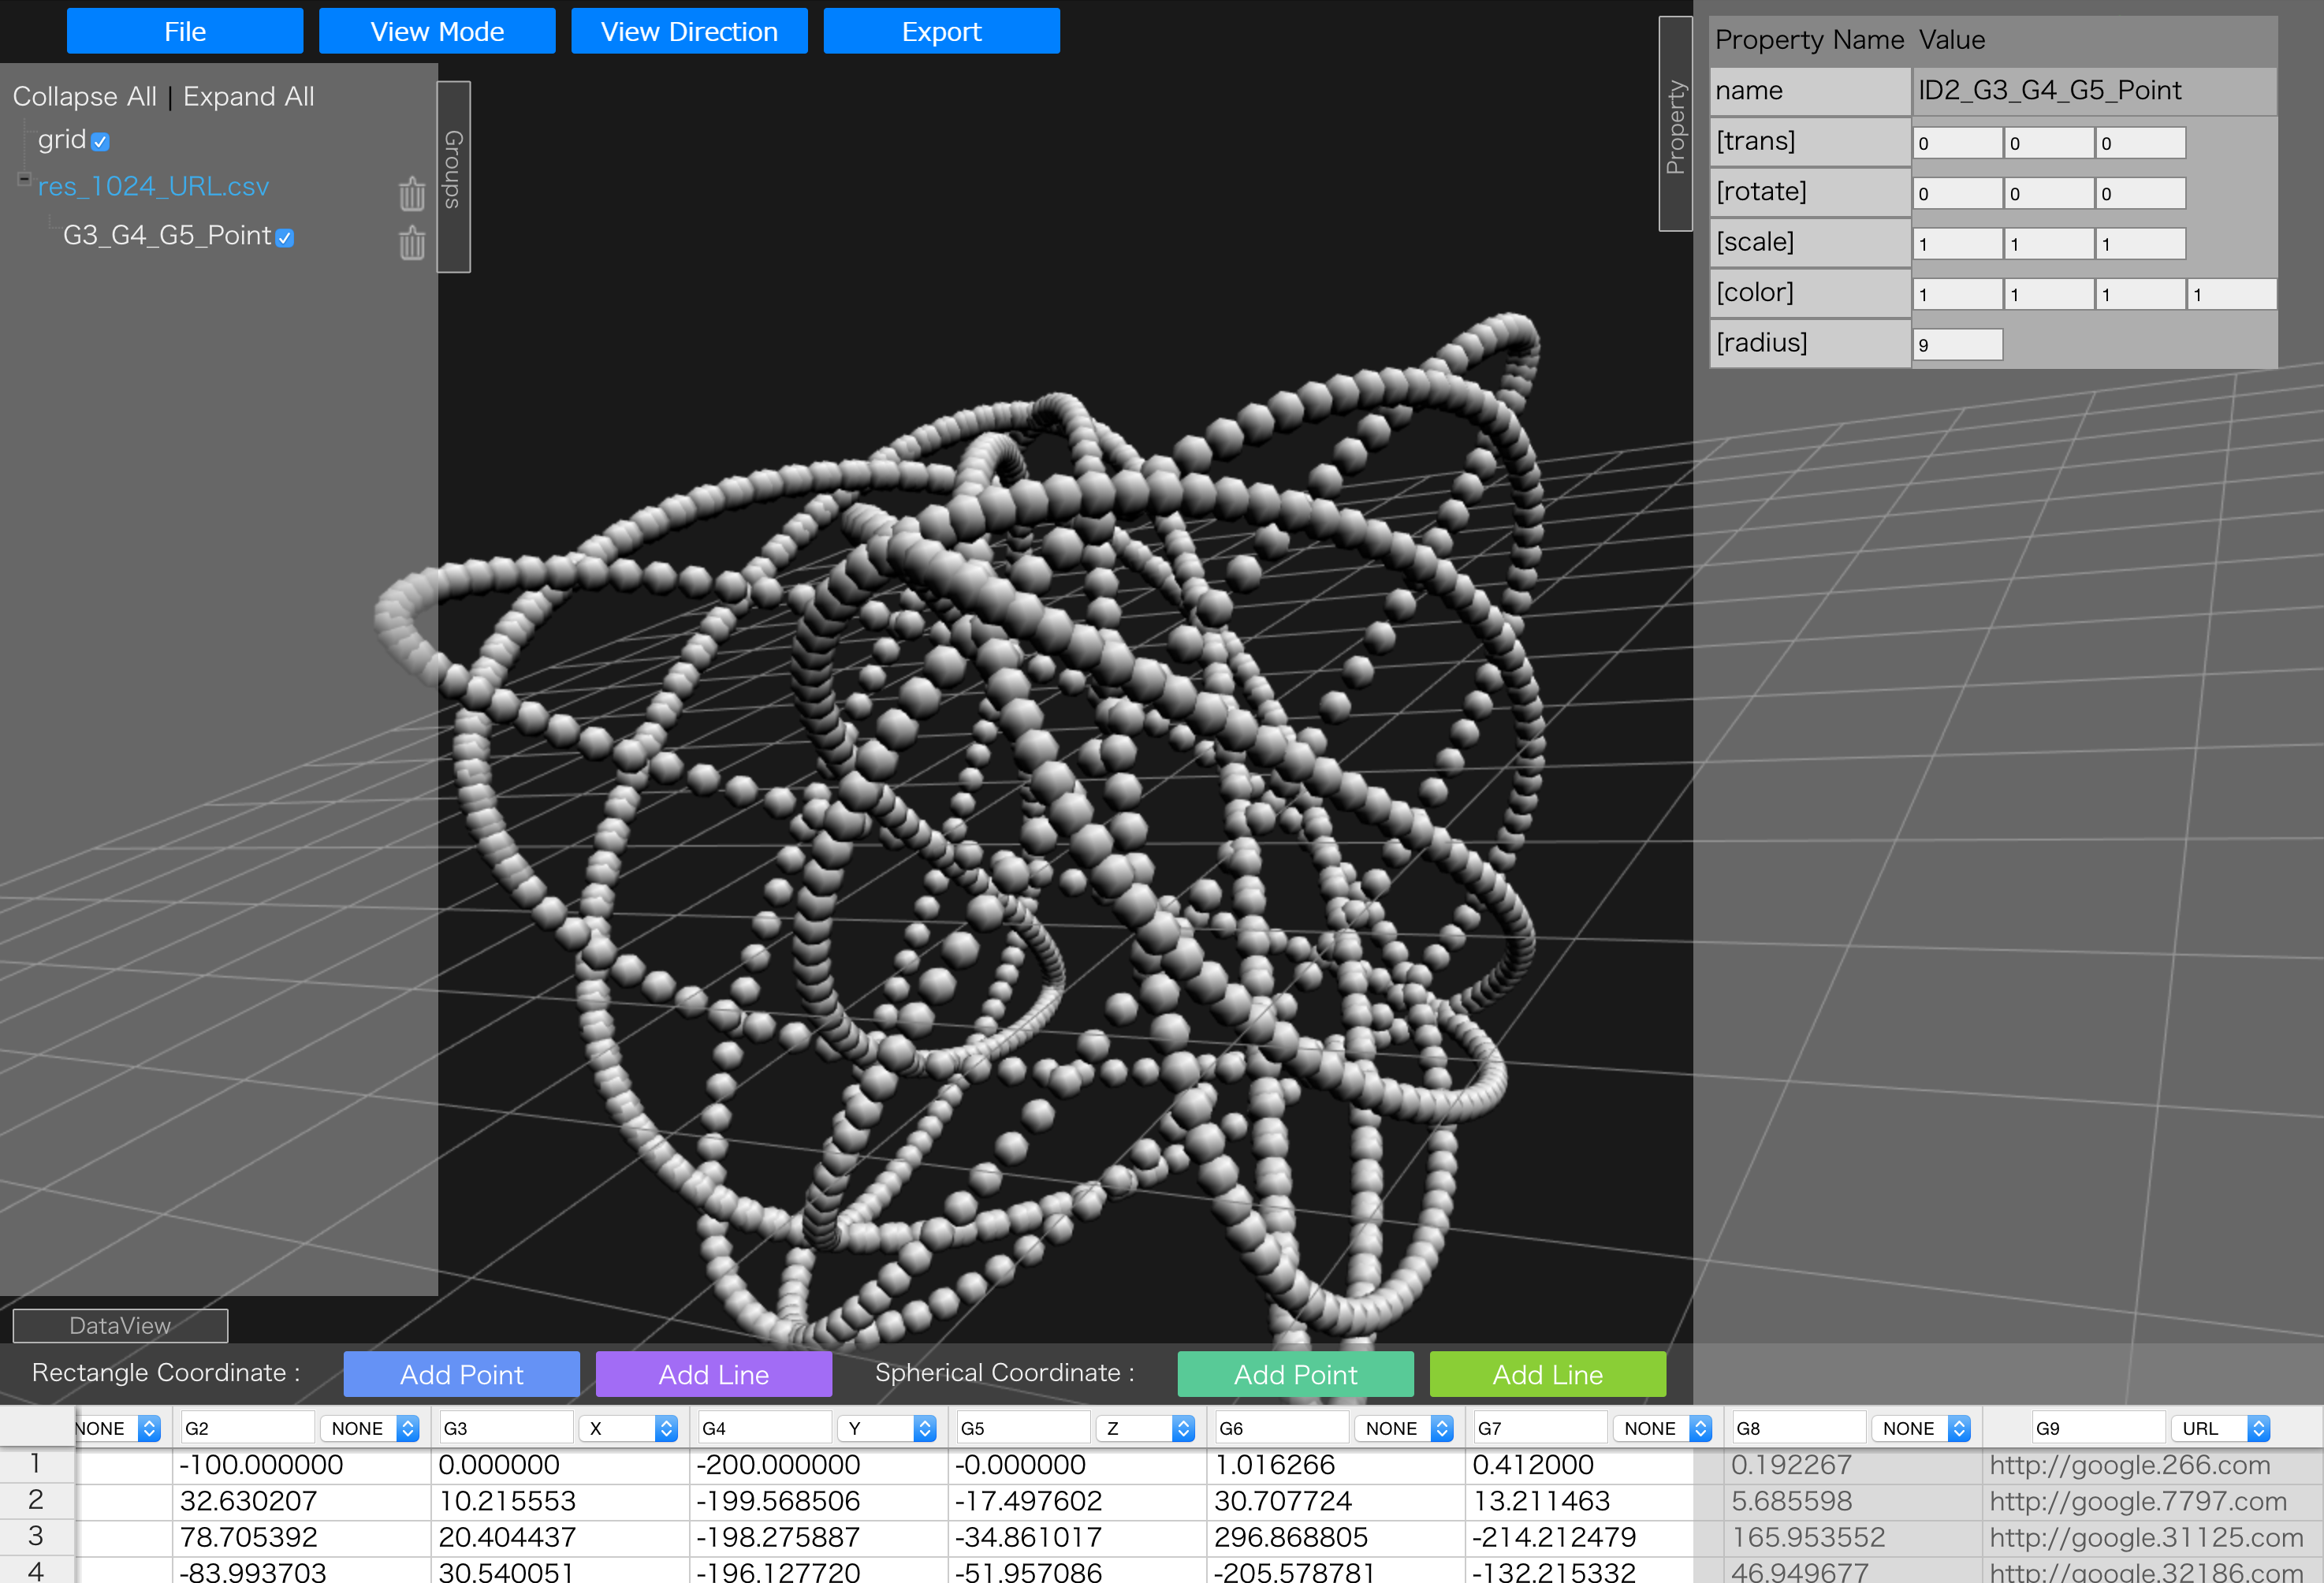 File View Mode View Direction Export
Collapse All | Expand All
grid
res_1024_URL.csv
G3_G4_G5_Point
Groups
Property
Property Name Value
name ID2_G3_G4_G5_Point
[trans] 0 0 0
[rotate] 0 0 0
[scale] 1 1 1
[color] 1 1 1 1
[radius] 9
DataView
Rectangle Coordinate : Add Point Add Line Spherical Coordinate : Add Point Add Line
NONE G2 NONE G3 X G4 Y G5 Z G6 NONE G7 NONE G8 NONE G9 URL
1 -100.000000 0.000000 -200.000000 -0.000000 1.016266 0.412000 0.192267 http://google.266.com
2 32.630207 10.215553 -199.568506 -17.497602 30.707724 13.211463 5.685598 http://google.7797.com
3 78.705392 20.404437 -198.275887 -34.861017 296.868805 -214.212479 165.953552 http://google.31125.com
4 -83.993703 30.540051 -196.127720 -51.957086 -205.578781 -132.215332 46.949677 http://google.32186.com